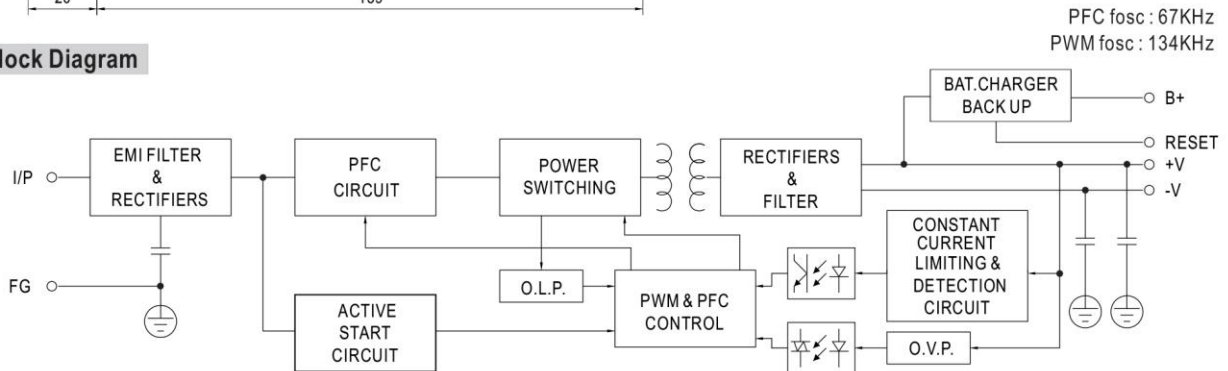 PFC fosc : 67KHz
PWM fosc : 134KHz
lock Diagram
BAT.CHARGER
BACK UP
B+
RESET
+V
-V
I/P
EMI FILTER
&
RECTIFIERS
PFC
CIRCUIT
POWER
SWITCHING
RECTIFIERS
&
FILTER
FG
O.L.P.
PWM & PFC
CONTROL
CONSTANT
CURRENT
LIMITING &
DETECTION
CIRCUIT
ACTIVE
START
CIRCUIT
O.V.P.